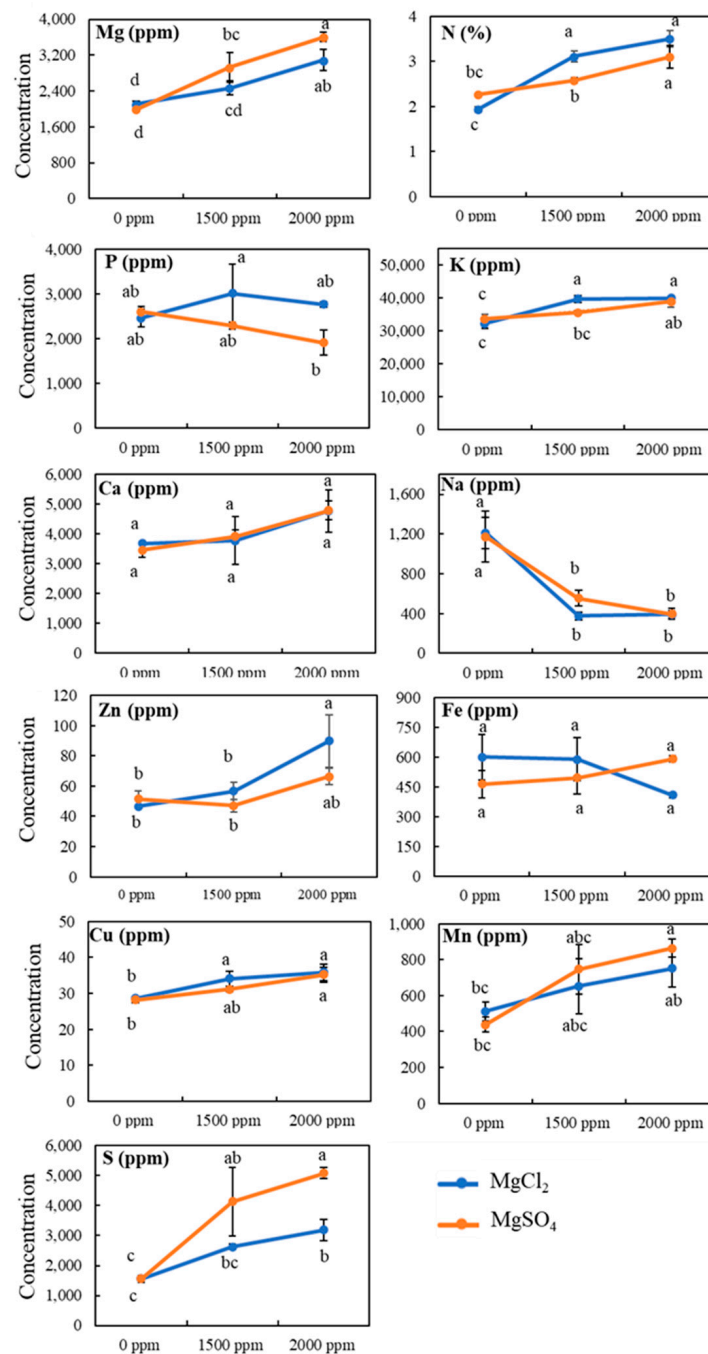 Mg (ppm)
Concentration
3,200
4,000
2,400
1,600
800
0
d
d
bc
cd
a
ab
0 ppm 1500 ppm 2000 ppm
N (%)
4
3
2
1
0
bc
c
a
b
a
a
0 ppm 1500 ppm 2000 ppm
P (ppm)
Concentration
4,000
3,000
2,000
1,000
0
ab
ab
a
ab
ab
b
0 ppm 1500 ppm 2000 ppm
K (ppm)
50,000
40,000
30,000
20,000
10,000
0
c
c
a
bc
a
ab
0 ppm 1500 ppm 2000 ppm
Ca (ppm)
Concentration
6,000
5,000
4,000
3,000
2,000
1,000
0
a
a
a
a
a
a
0 ppm 1500 ppm 2000 ppm
Na (ppm)
1,600
1,200
800
400
0
a
a
b
b
b
b
0 ppm 1500 ppm 2000 ppm
Zn (ppm)
Concentration
120
100
80
60
40
20
0
b
b
b
b
a
ab
0 ppm 1500 ppm 2000 ppm
Fe (ppm)
900
750
600
450
300
150
0
a
a
a
a
a
a
0 ppm 1500 ppm 2000 ppm
Cu (ppm)
Concentration
50
40
30
20
10
0
b
b
a
ab
a
a
0 ppm 1500 ppm 2000 ppm
Mn (ppm)
1,000
800
600
400
200
0
bc
bc
abc
abc
a
ab
0 ppm 1500 ppm 2000 ppm
S (ppm)
Concentration
6,000
5,000
4,000
3,000
2,000
1,000
0
c
c
ab
bc
a
b
0 ppm 1500 ppm 2000 ppm
MgCl₂
MgSO₄